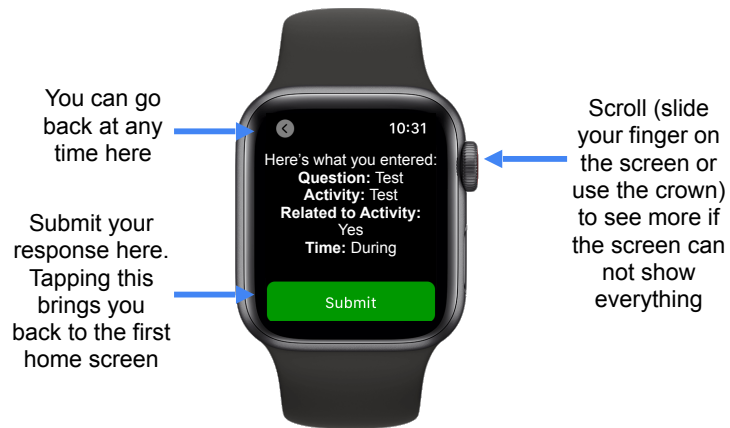 You can go
back at any
time here
Submit your
response here.
Tapping this
brings you
back to the first
home screen
10:31
Here's what you entered:
Question: Test
Activity: Test
Related to Activity:
Yes
Time: During
Submit
Scroll (slide
your finger on
the screen or
use the crown)
to see more if
the screen can
not show
everything